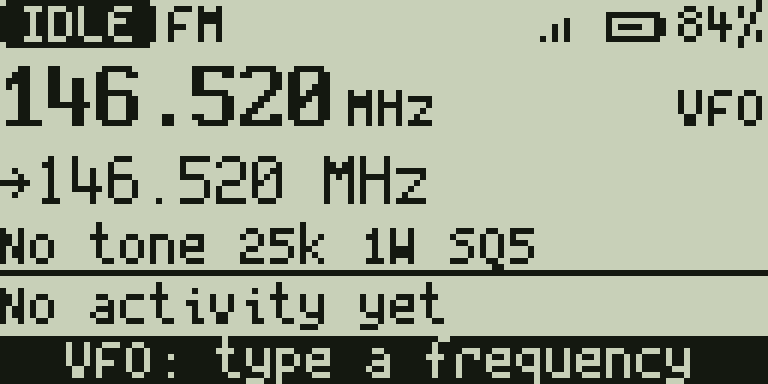 IDLE FM 84%
146.520 MHz VFO
→146.520 MHz
No tone 25k 1W SQ5
No activity yet
VFO: type a frequency